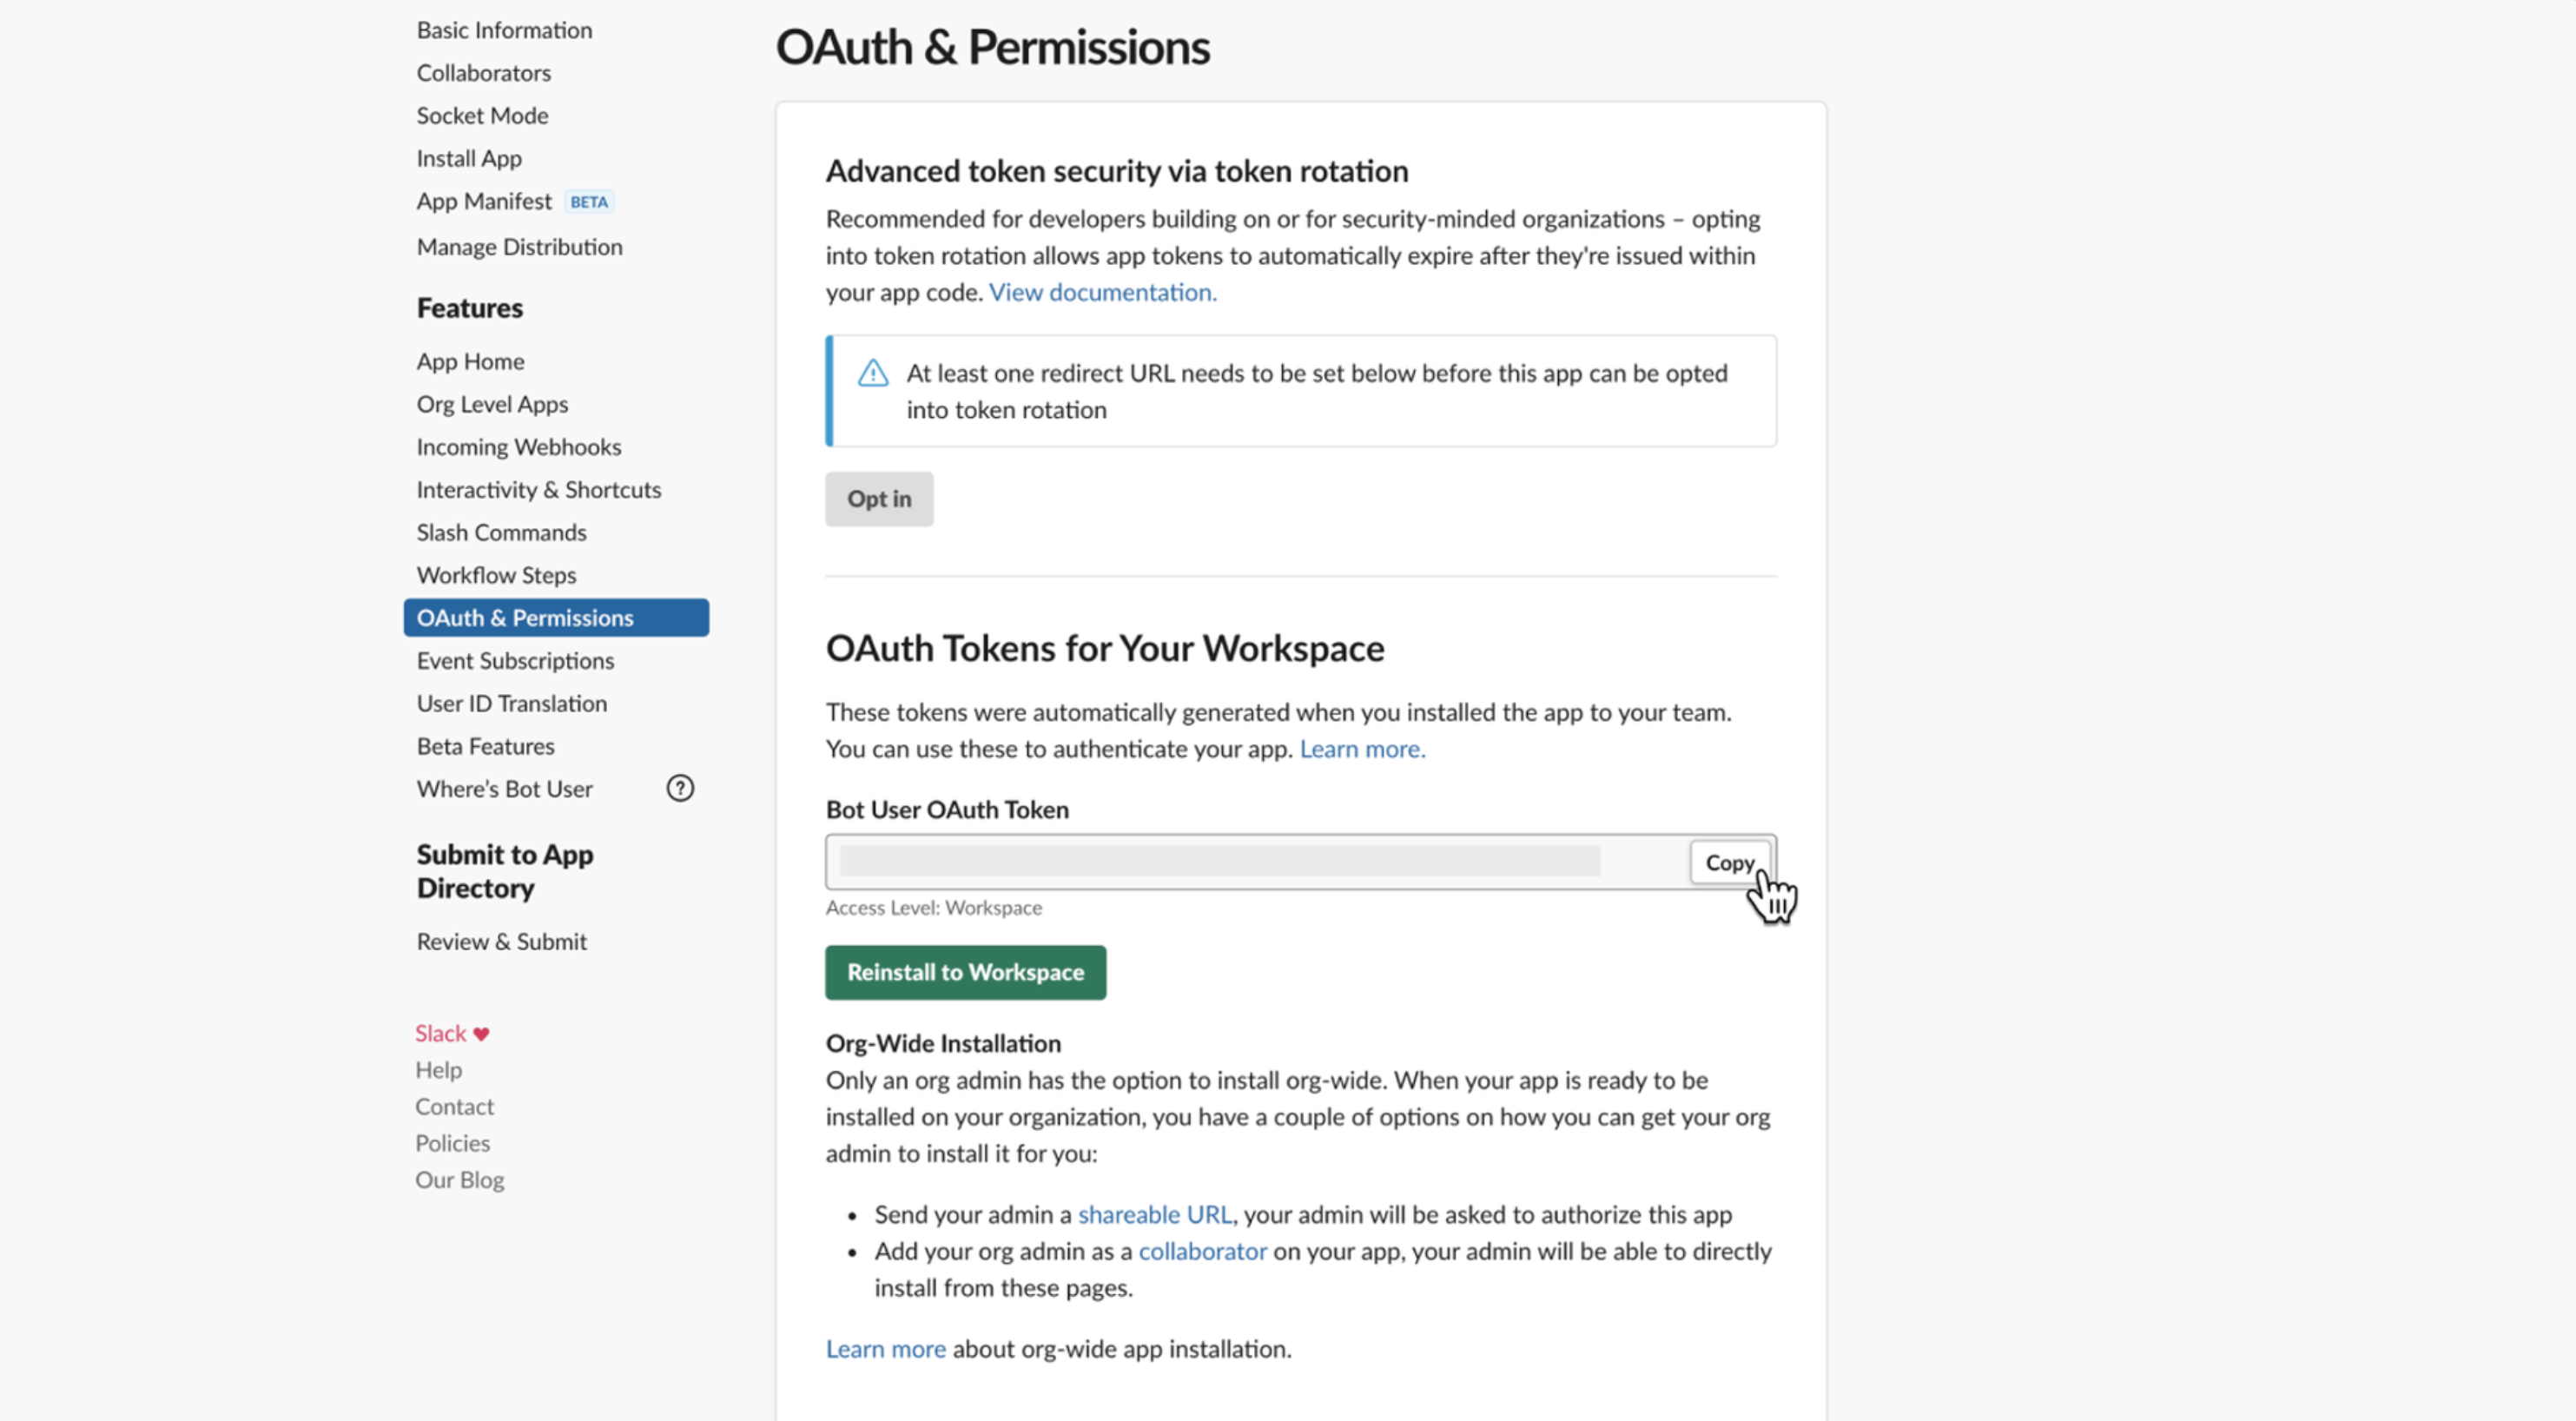 Basic Information
Collaborators
Socket Mode
Install App
App Manifest BETA
Manage Distribution
Features
App Home
Org Level Apps
Incoming Webhooks
Interactivity & Shortcuts
Slash Commands
Workflow Steps
OAuth & Permissions
Event Subscriptions
User ID Translation
Beta Features
Where's Bot User ?
Submit to App
Directory
Review & Submit
Slack ♥
Help
Contact
Policies
Our Blog
OAuth & Permissions
Advanced token security via token rotation
Recommended for developers building on or for security-minded organizations – opting
into token rotation allows app tokens to automatically expire after they're issued within
your app code. View documentation.
At least one redirect URL needs to be set below before this app can be opted
into token rotation
Opt in
OAuth Tokens for Your Workspace
These tokens were automatically generated when you installed the app to your team.
You can use these to authenticate your app. Learn more.
Bot User OAuth Token
Copy
Access Level: Workspace
Reinstall to Workspace
Org-Wide Installation
Only an org admin has the option to install org-wide. When your app is ready to be
installed on your organization, you have a couple of options on how you can get your org
admin to install it for you:
• Send your admin a shareable URL, your admin will be asked to authorize this app
• Add your org admin as a collaborator on your app, your admin will be able to directly
install from these pages.
Learn more about org-wide app installation.